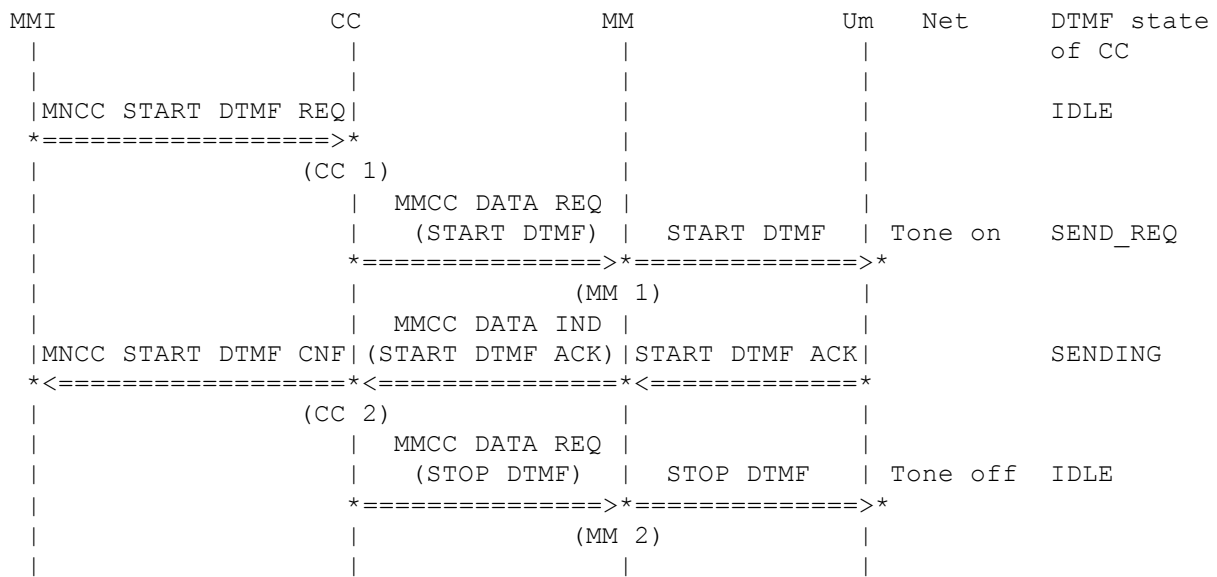 MMI CC MM Um Net DTMF state
| | | | of CC
| | | |
|MNCC START DTMF REQ| | | IDLE
*==================>* | |
| (CC 1) | |
| | MMCC DATA REQ | |
| | (START DTMF) | START DTMF | Tone on SEND_REQ
| *===============>*==============>*
| | (MM 1) |
| | MMCC DATA IND | |
|MNCC START DTMF CNF|(START DTMF ACK)|START DTMF ACK| SENDING
*<==================*<===============*<=============*
| (CC 2) | |
| | MMCC DATA REQ | |
| | (STOP DTMF) | STOP DTMF | Tone off IDLE
| *===============>*==============>*
| | (MM 2) |
| | | |